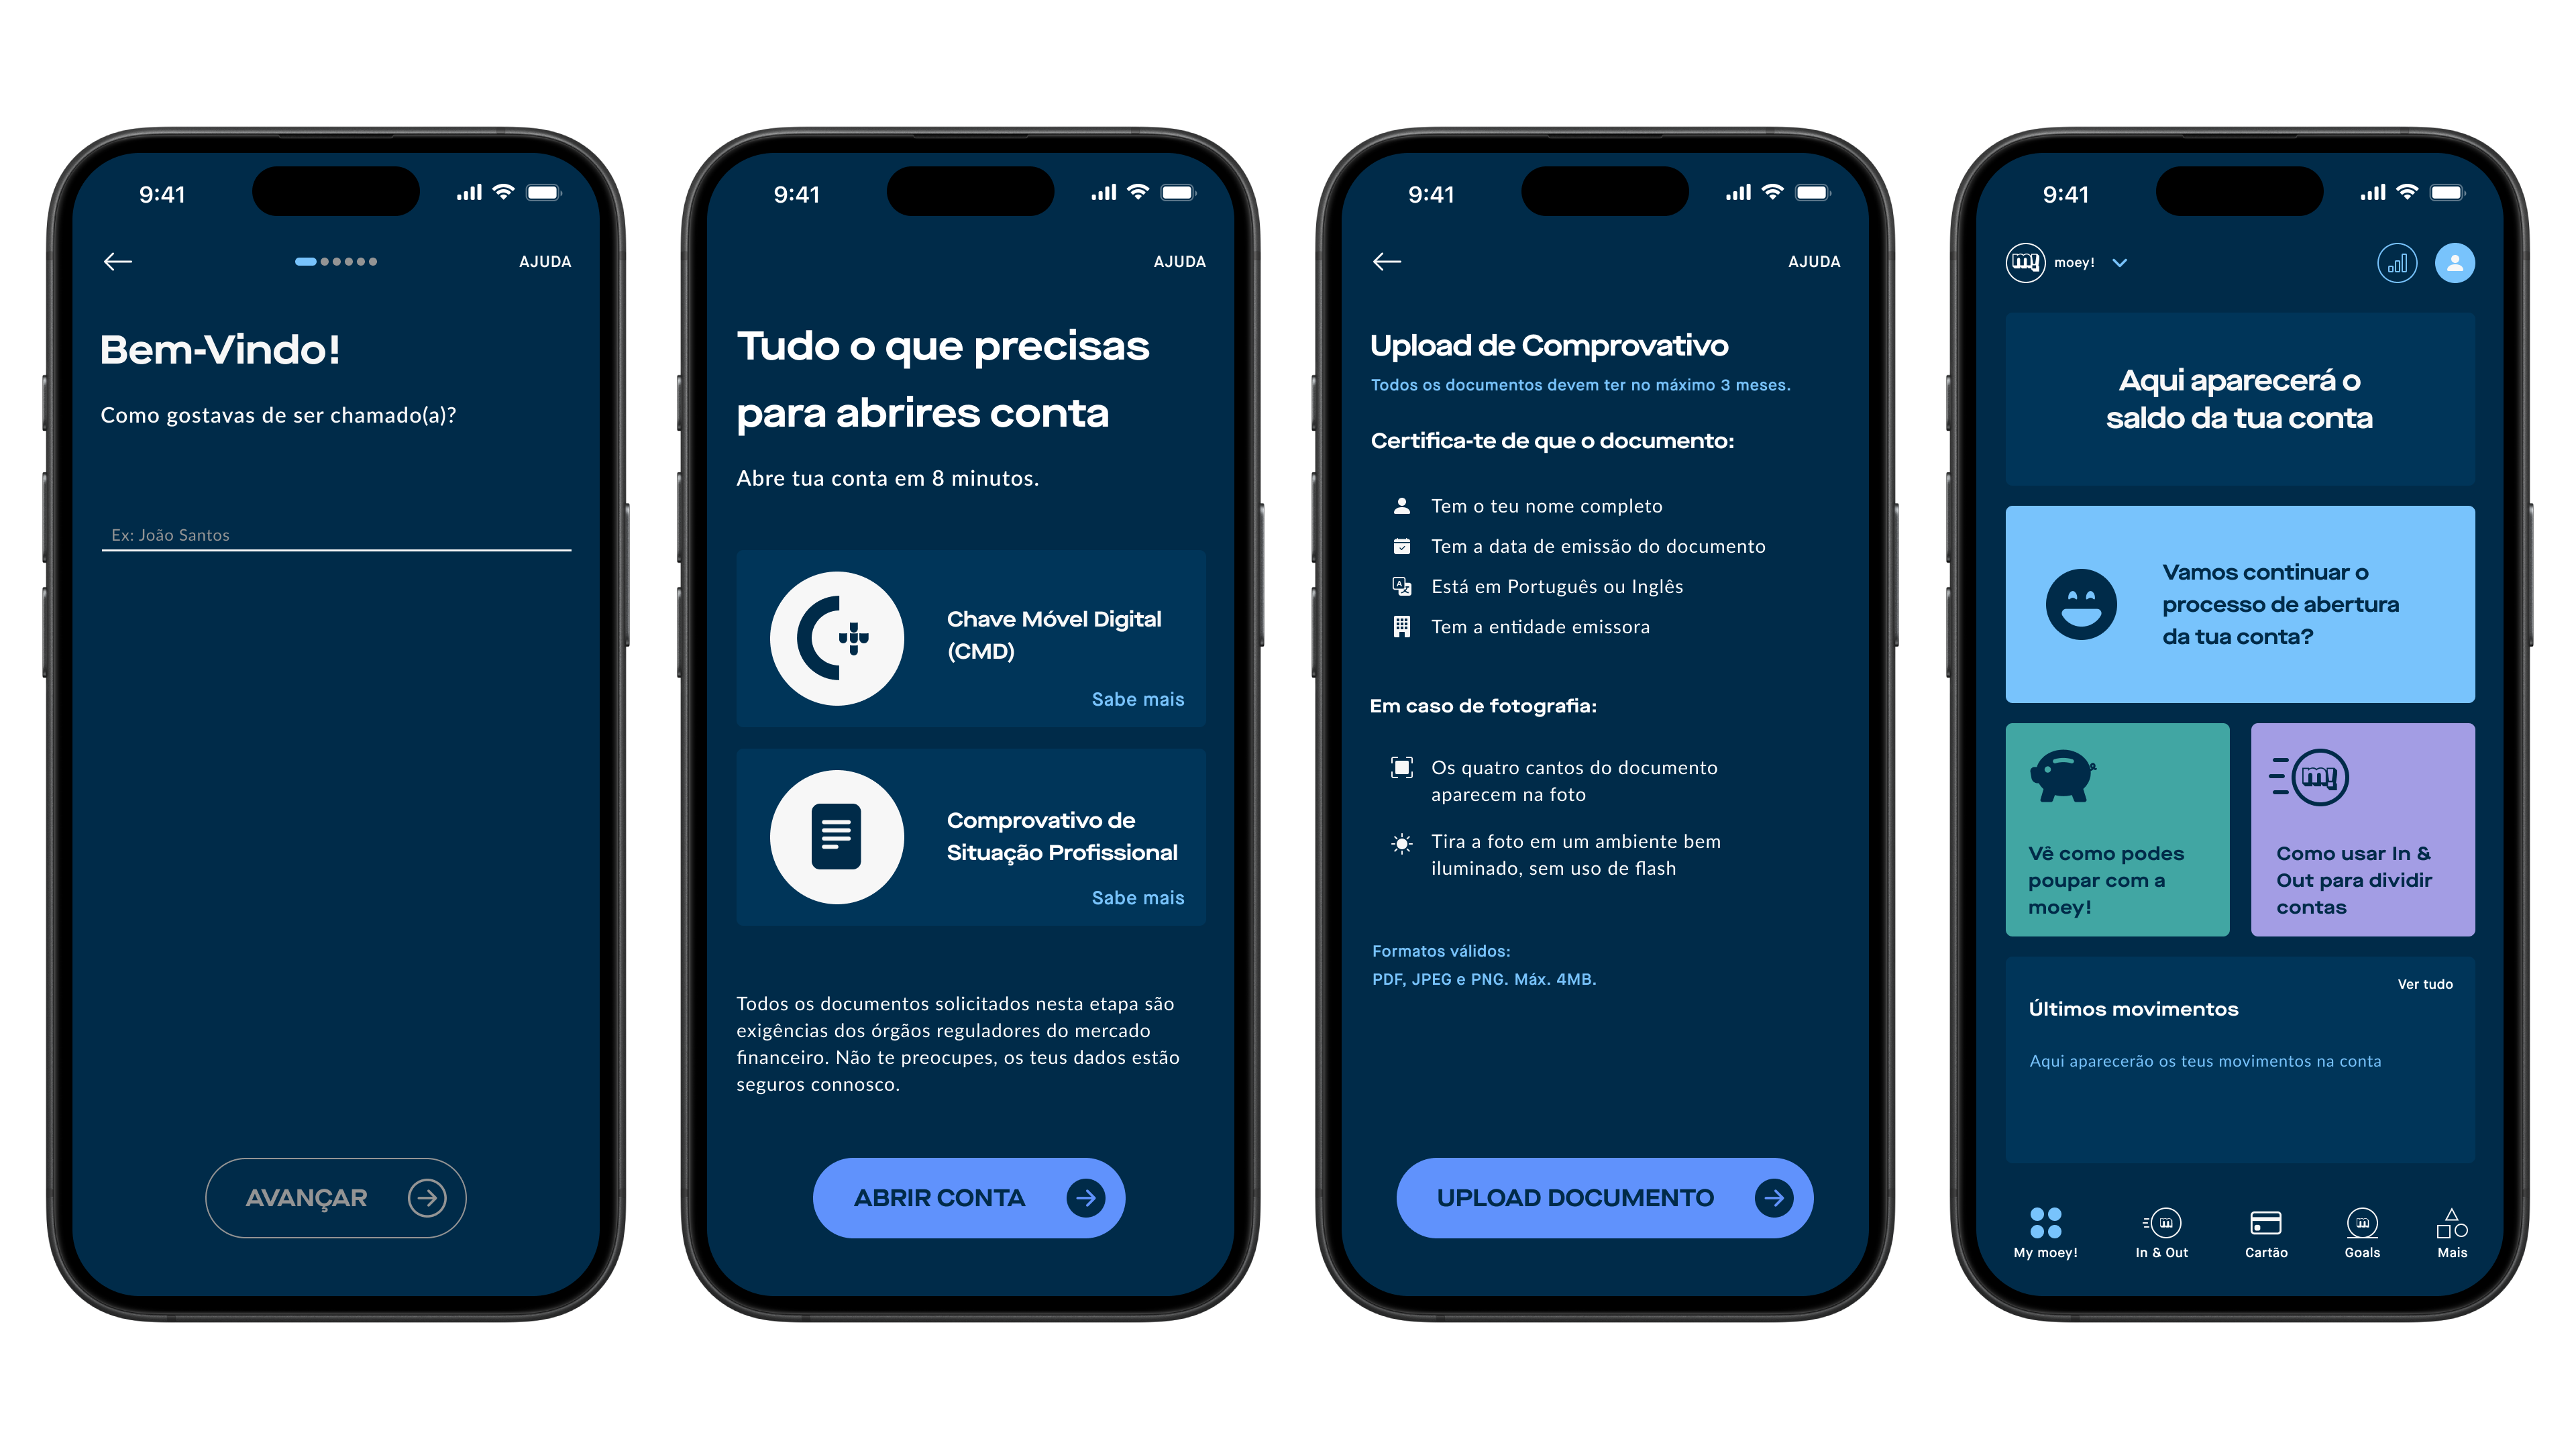 9:41
AJUDA
Bem-Vindo!
Como gostavas de ser chamado(a)?
Ex: João Santos
AVANÇAR
9:41
AJUDA
Tudo o que precisas
para abrires conta
Abre tua conta em 8 minutos.
Chave Móvel Digital
(CMD)
Sabe mais
Comprovativo de
Situação Profissional
Sabe mais
Todos os documentos solicitados nesta etapa são
exigências dos órgãos reguladores do mercado
financeiro. Não te preocupes, os teus dados estão
seguros connosco.
ABRIR CONTA
9:41
AJUDA
Upload de Comprovativo
Todos os documentos devem ter no máximo 3 meses.
Certifica-te de que o documento:
Tem o teu nome completo
Tem a data de emissão do documento
Está em Português ou Inglês
Tem a entidade emissora
Em caso de fotografia:
Os quatro cantos do documento
aparecem na foto
Tira a foto em um ambiente bem
iluminado, sem uso de flash
Formatos válidos:
PDF, JPEG e PNG. Máx. 4MB.
UPLOAD DOCUMENTO
9:41
m! moey!
Aqui aparecerá o
saldo da tua conta
Vamos continuar o
processo de abertura
da tua conta?
Vê como podes
poupar com a
moey!
m!
Como usar In &
Out para dividir
contas
Ver tudo
Últimos movimentos
Aqui aparecerão os teus movimentos na conta
My moey! In & Out Cartão Goals Mais